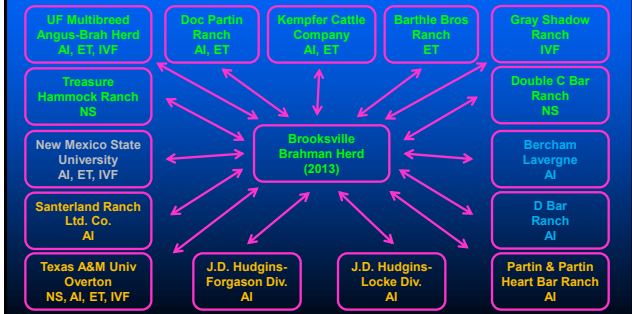 UF Multibreed
Angus-Brah Herd
AI, ET, IVF
Doc Partin
Ranch
AI, ET
Kempfer Cattle
Company
AI, ET
Barthle Bros
Ranch
ET
Gray Shadow
Ranch
IVF
Treasure
Hammock Ranch
NS
Double C Bar
Ranch
NS
New Mexico State
University
AI, ET, IVF
Brooksville
Brahman Herd
(2013)
Bercham
Lavergne
AI
Santerland Ranch
Ltd. Co.
AI
D Bar
Ranch
AI
Texas A&M Univ
Overton
NS, AI, ET, IVF
J.D. Hudgins-
Forgason Div.
AI
J.D. Hudgins-
Locke Div.
AI
Partin & Partin
Heart Bar Ranch
AI